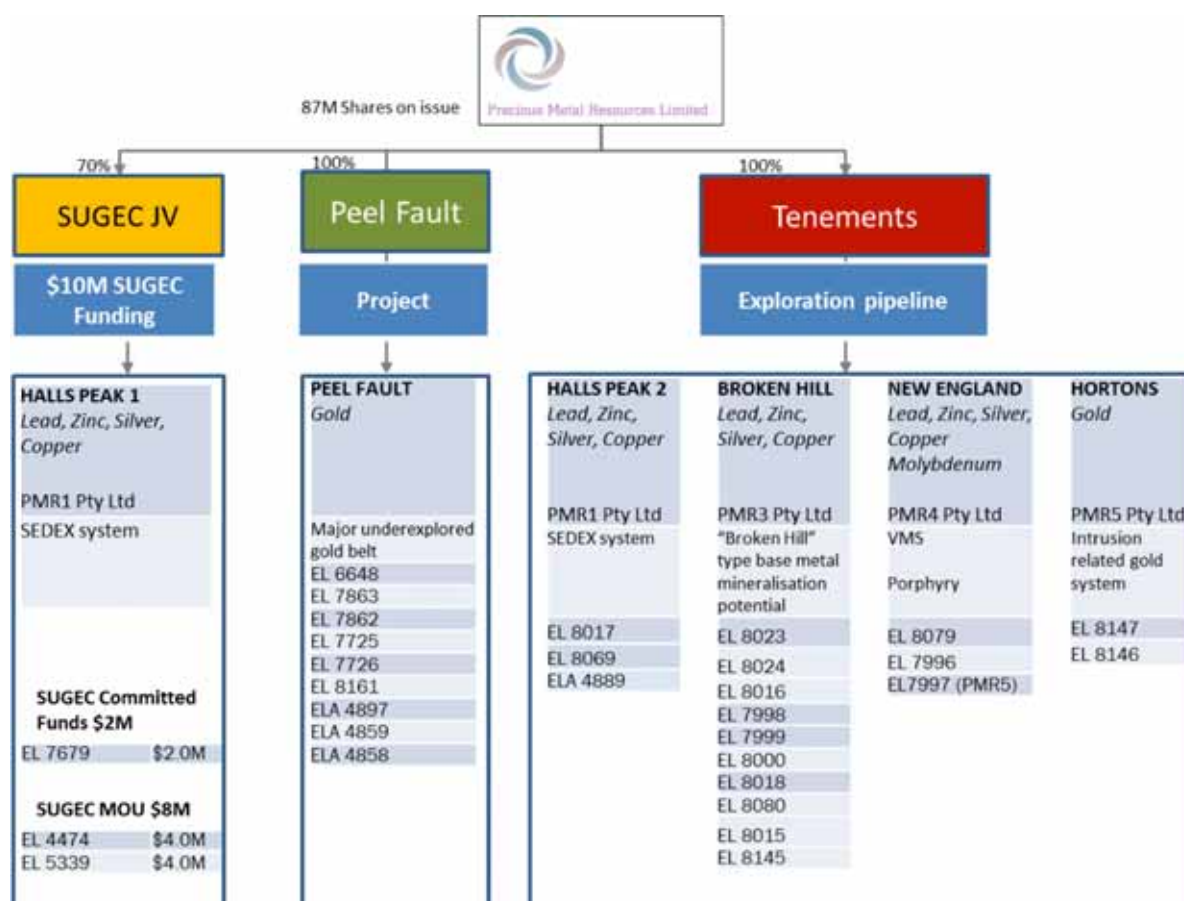 87M Shares on issue
Precious Metal Resources Limited
70%
100%
100%
SUGEC JV
Peel Fault
Tenements
$10M SUGEC
Funding
Project
Exploration pipeline
HALLS PEAK 1
Lead, Zinc, Silver,
Copper
PMR1 Pty Ltd
SEDEX system
SUGEC Committed
Funds $2M
EL 7679 $2.0M
SUGEC MOU $8M
EL 4474 $4.0M
EL 5339 $4.0M
PEEL FAULT
Gold
Major underexplored
gold belt
EL 6648
EL 7863
EL 7862
EL 7725
EL 7726
EL 8161
ELA 4897
ELA 4859
ELA 4858
HALLS PEAK 2
Lead, Zinc,
Silver, Copper
PMR1 Pty Ltd
SEDEX system
EL 8017
EL 8069
ELA 4889
BROKEN HILL
Lead, Zinc,
Silver, Copper
PMR3 Pty Ltd
“Broken Hill”
type base metal
mineralisation
potential
EL 8023
EL 8024
EL 8016
EL 7998
EL 7999
EL 8000
EL 8018
EL 8080
EL 8015
EL 8145
NEW ENGLAND
Lead, Zinc, Silver,
Copper
Molybdenum
PMR4 Pty Ltd
VMS
Porphyry
EL 8079
EL 7996
EL7997 (PMR5)
HORTONS
Gold
PMR5 Pty Ltd
Intrusion
related gold
system
EL 8147
EL 8146